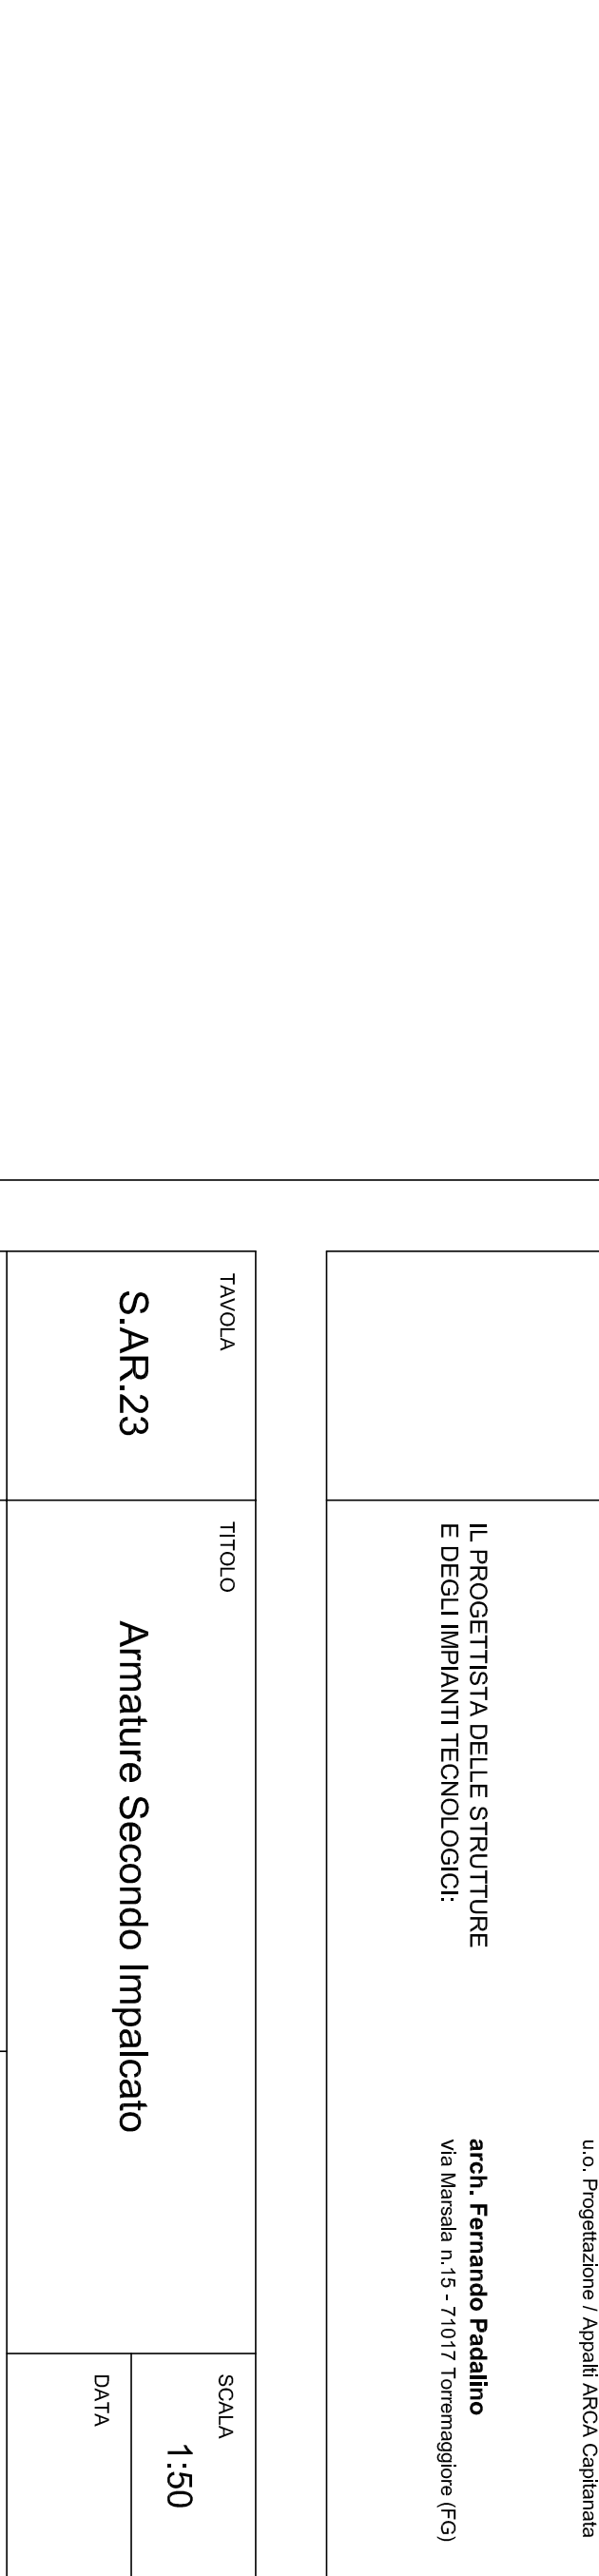 u.o. Progettazione / Appalti ARCA Capitanata
IL PROGETTISTA DELLE STRUTTURE
E DEGLI IMPIANTI TECNOLOGICI:
arch. Fernando Padalino
via Marsala n.15 - 71017 Torremaggiore (FG)
TAVOLA
S.AR.23
TITOLO
Armature Secondo Impalcato
SCALA
1:50
DATA